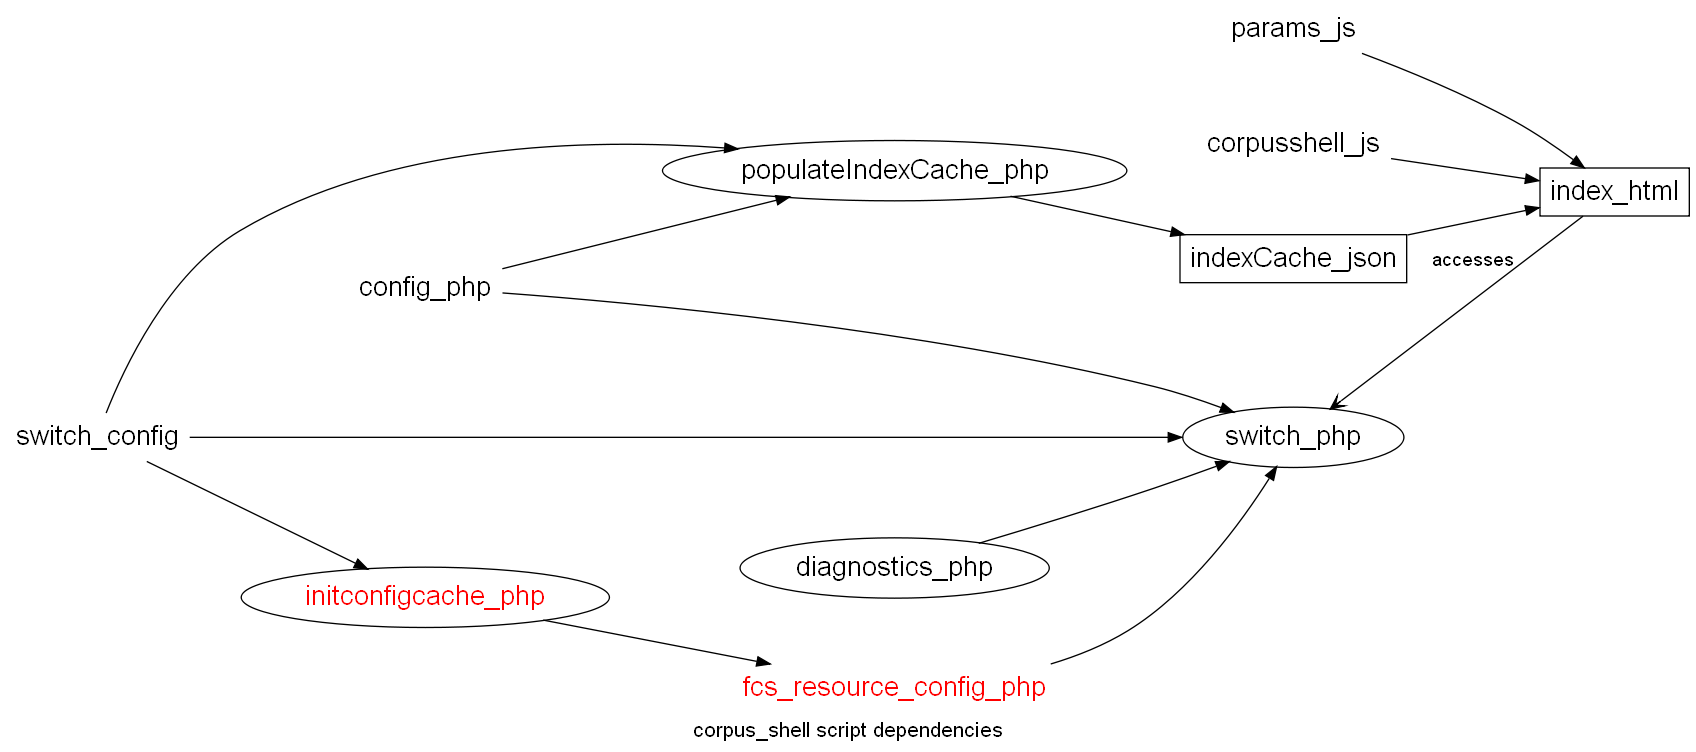 params_js
corpusshell_js
populateIndexCache_php
index_html
indexCache_json
accesses
config_php
switch_config
switch_php
diagnostics_php
initconfigcache_php
fcs_resource_config_php
corpus_shell script dependencies